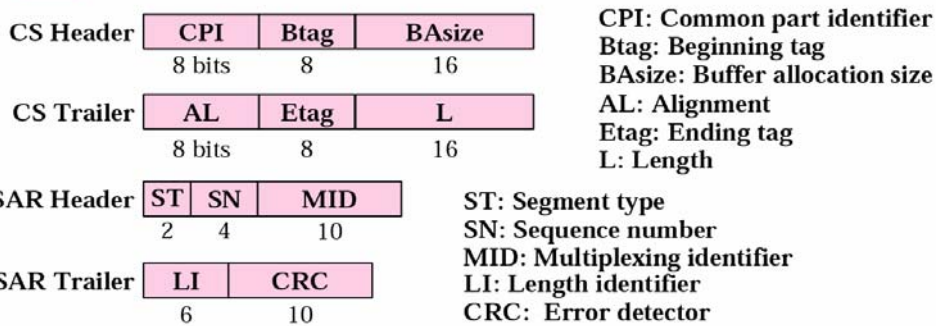 CS Header CPI Btag BAsize
8 bits 8 16
CS Trailer AL Etag L
8 bits 8 16
CPI: Common part identifier
Btag: Beginning tag
BAsize: Buffer allocation size
AL: Alignment
Etag: Ending tag
L: Length
SAR Header ST SN MID
2 4 10
SAR Trailer LI CRC
6 10
ST: Segment type
SN: Sequence number
MID: Multiplexing identifier
LI: Length identifier
CRC: Error detector